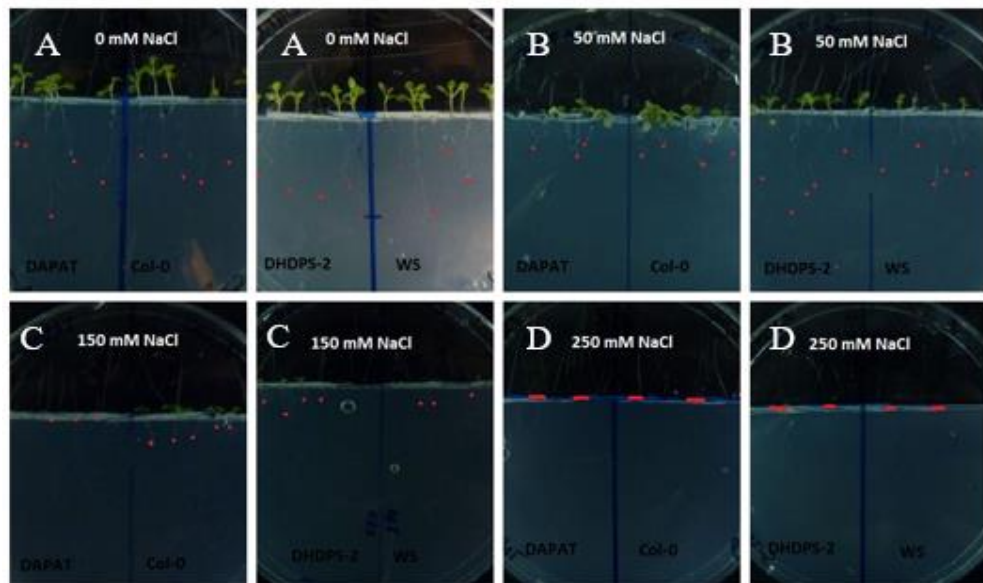 A
0 mM NaCl
DAPAT
Col-0
A
0 mM NaCl
DHDPS-2
WS
B
50 mM NaCl
DAPAT
Col-0
B
50 mM NaCl
DHDPS-2
WS
C
150 mM NaCl
DAPAT
Col-0
C
150 mM NaCl
DHDPS-2
WS
D
250 mM NaCl
DAPAT
Col-0
D
250 mM NaCl
DHDPS-2
WS